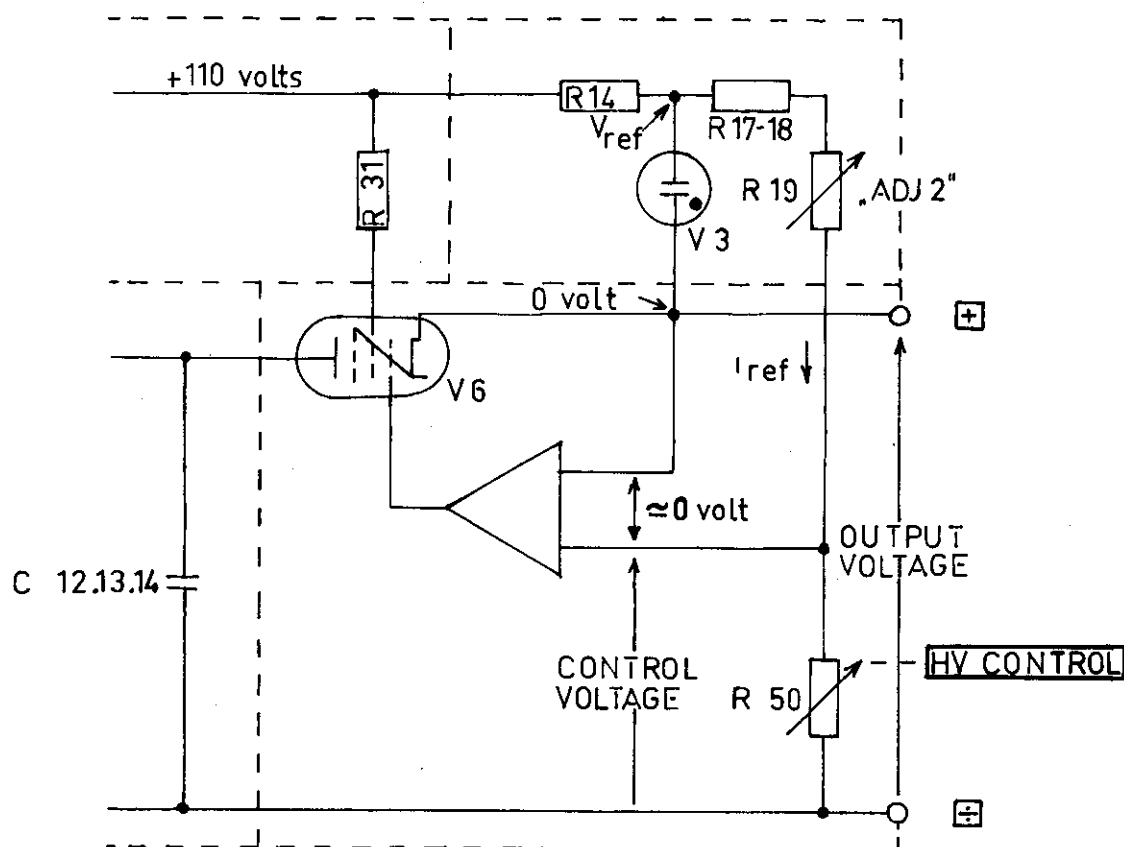 +110 volts
R14
Vref
R 17-18
R 31
R 19
„ADJ 2"
V 3
0 volt
+
V6
Iref
≃0 volt
OUTPUT
VOLTAGE
C 12.13.14
CONTROL
VOLTAGE
HV CONTROL
R 50
÷